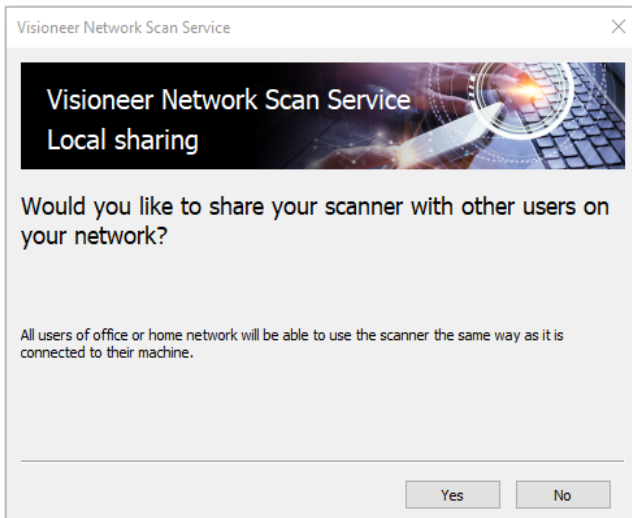 Visioneer Network Scan Service
Visioneer Network Scan Service
Local sharing
Would you like to share your scanner with other users on
your network?
All users of office or home network will be able to use the scanner the same way as it is
connected to their machine.
Yes No